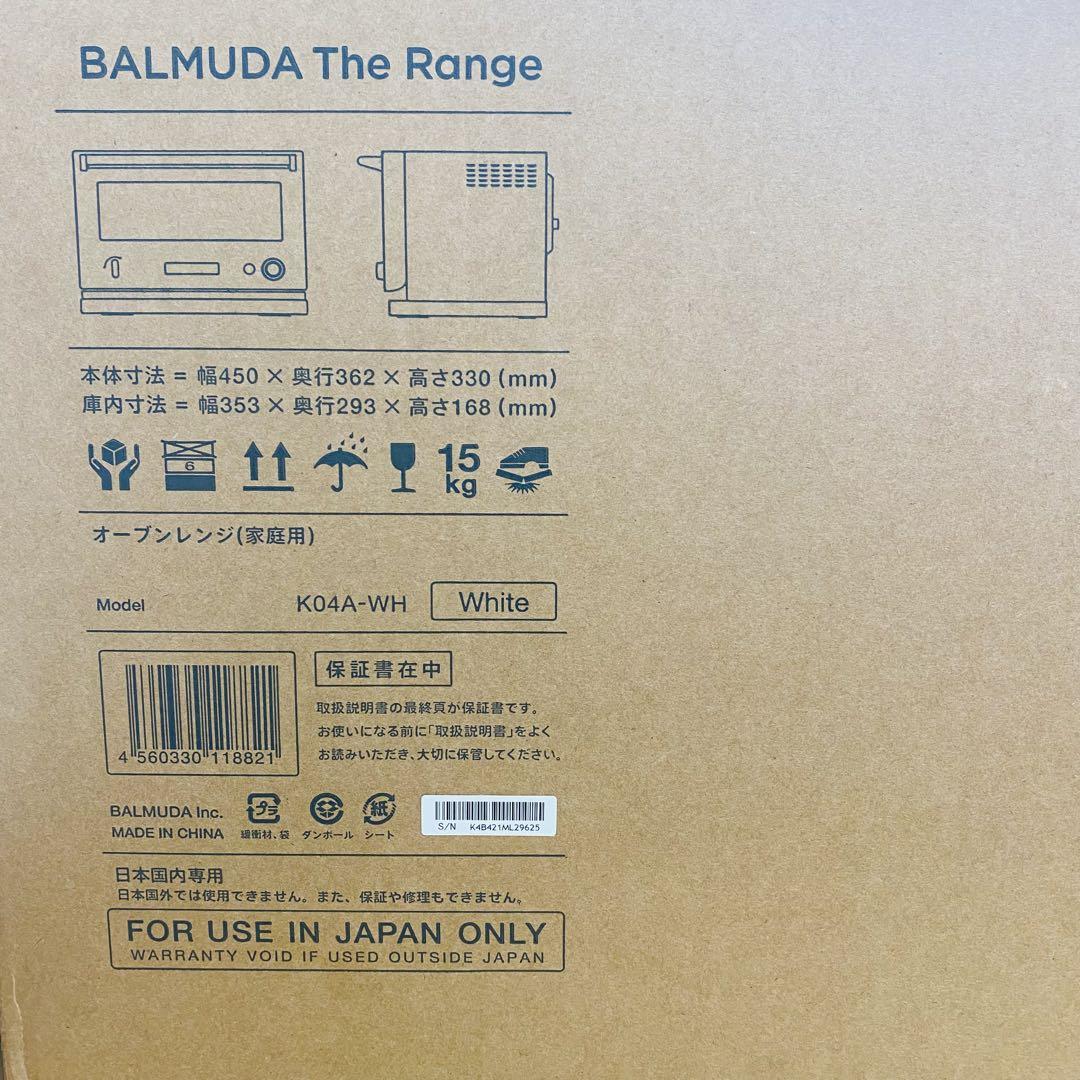 BALMUDA The Range
本体寸法 = 幅450 × 奥行362 × 高さ330 (mm)
庫内寸法 = 幅353 × 奥行293 × 高さ168 (mm)
6
15
kg
オーブンレンジ(家庭用)
Model K04A-WH White
保証書在中
取扱説明書の最終頁が保証書です。
お使いになる前に「取扱説明書」をよく
お読みいただき、大切に保管してください。
4 560330 118821
BALMUDA Inc.
MADE IN CHINA
プラ
紙
緩衝材、袋 ダンボール シート
S/N K4B421ML29625
日本国内専用
日本国外では使用できません。また、保証や修理もできません。
FOR USE IN JAPAN ONLY
WARRANTY VOID IF USED OUTSIDE JAPAN